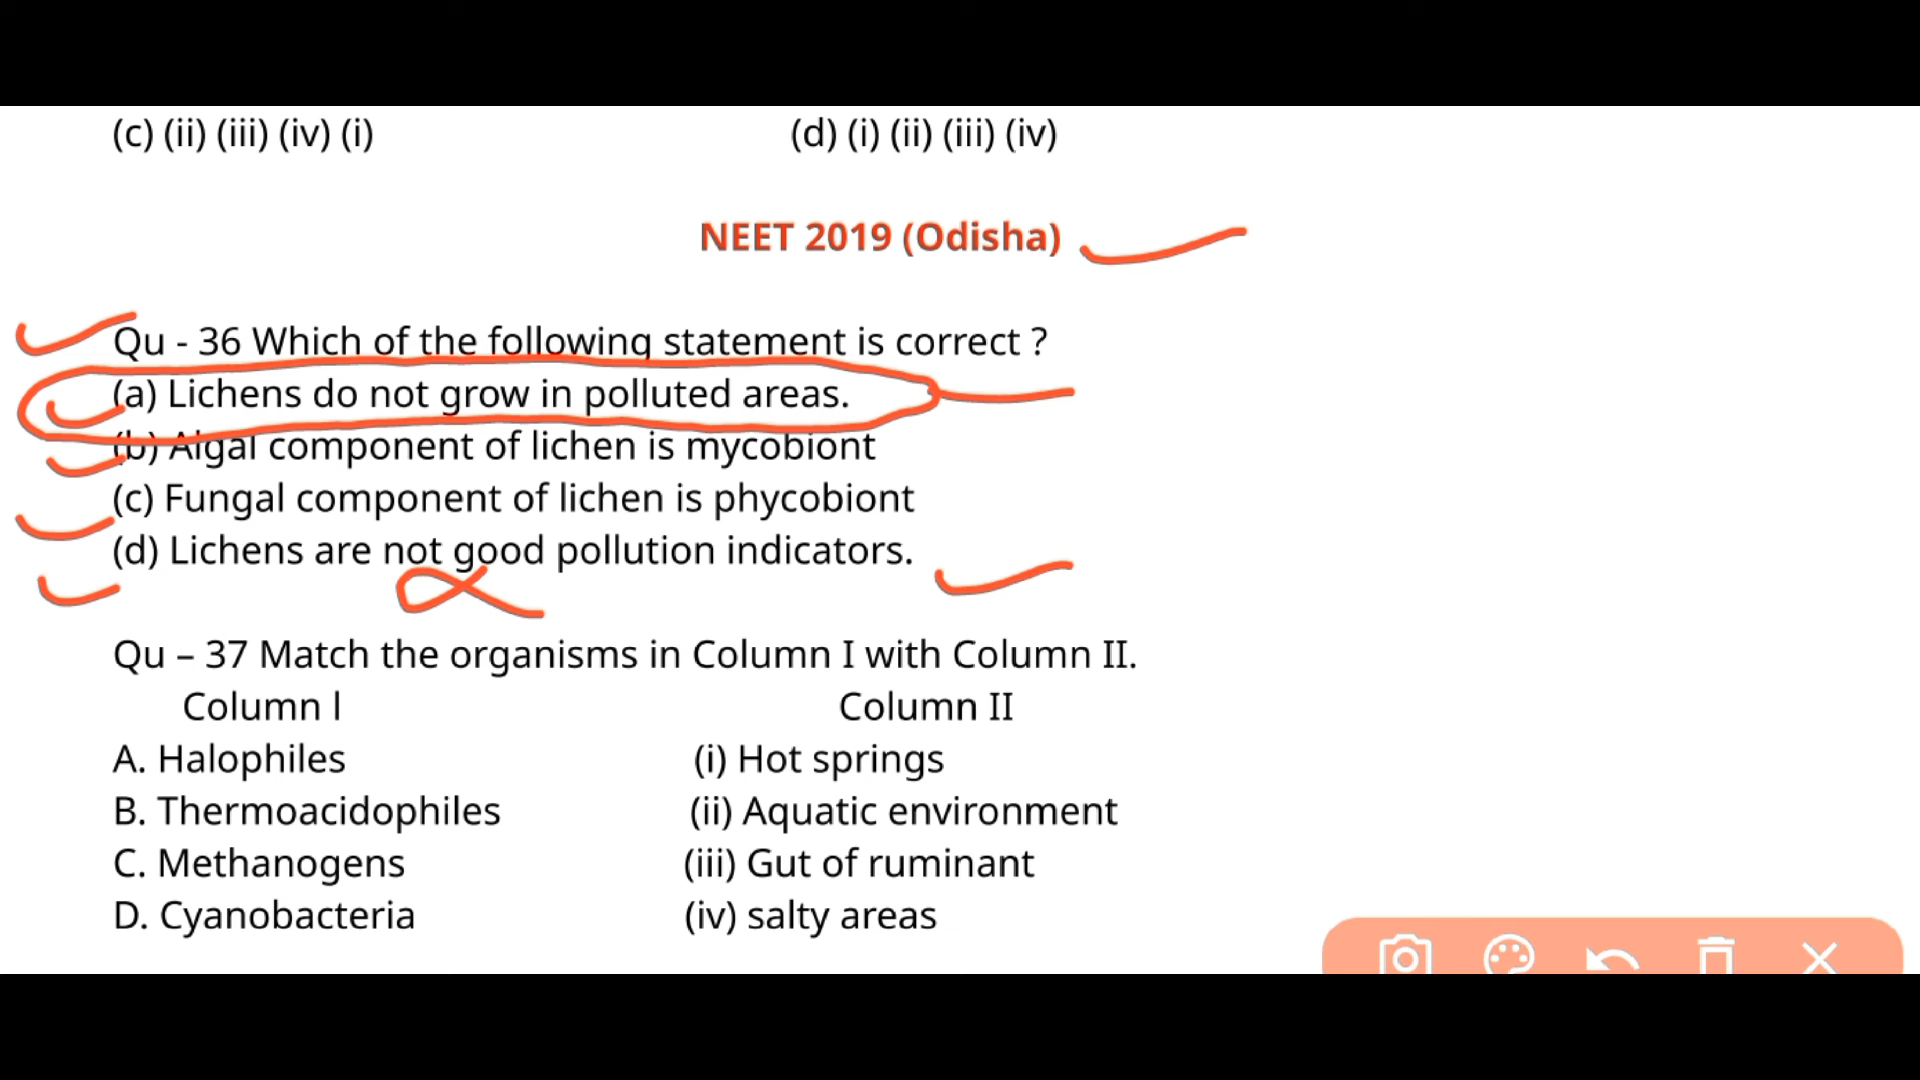 (c) (ii) (iii) (iv) (i) (d) (i) (ii) (iii) (iv)
NEET 2019 (Odisha)
Qu - 36 Which of the following statement is correct ?
(a) Lichens do not grow in polluted areas.
(b) Algal component of lichen is mycobiont
(c) Fungal component of lichen is phycobiont
(d) Lichens are not good pollution indicators.
Qu – 37 Match the organisms in Column I with Column II.
Column l Column II
A. Halophiles (i) Hot springs
B. Thermoacidophiles (ii) Aquatic environment
C. Methanogens (iii) Gut of ruminant
D. Cyanobacteria (iv) salty areas